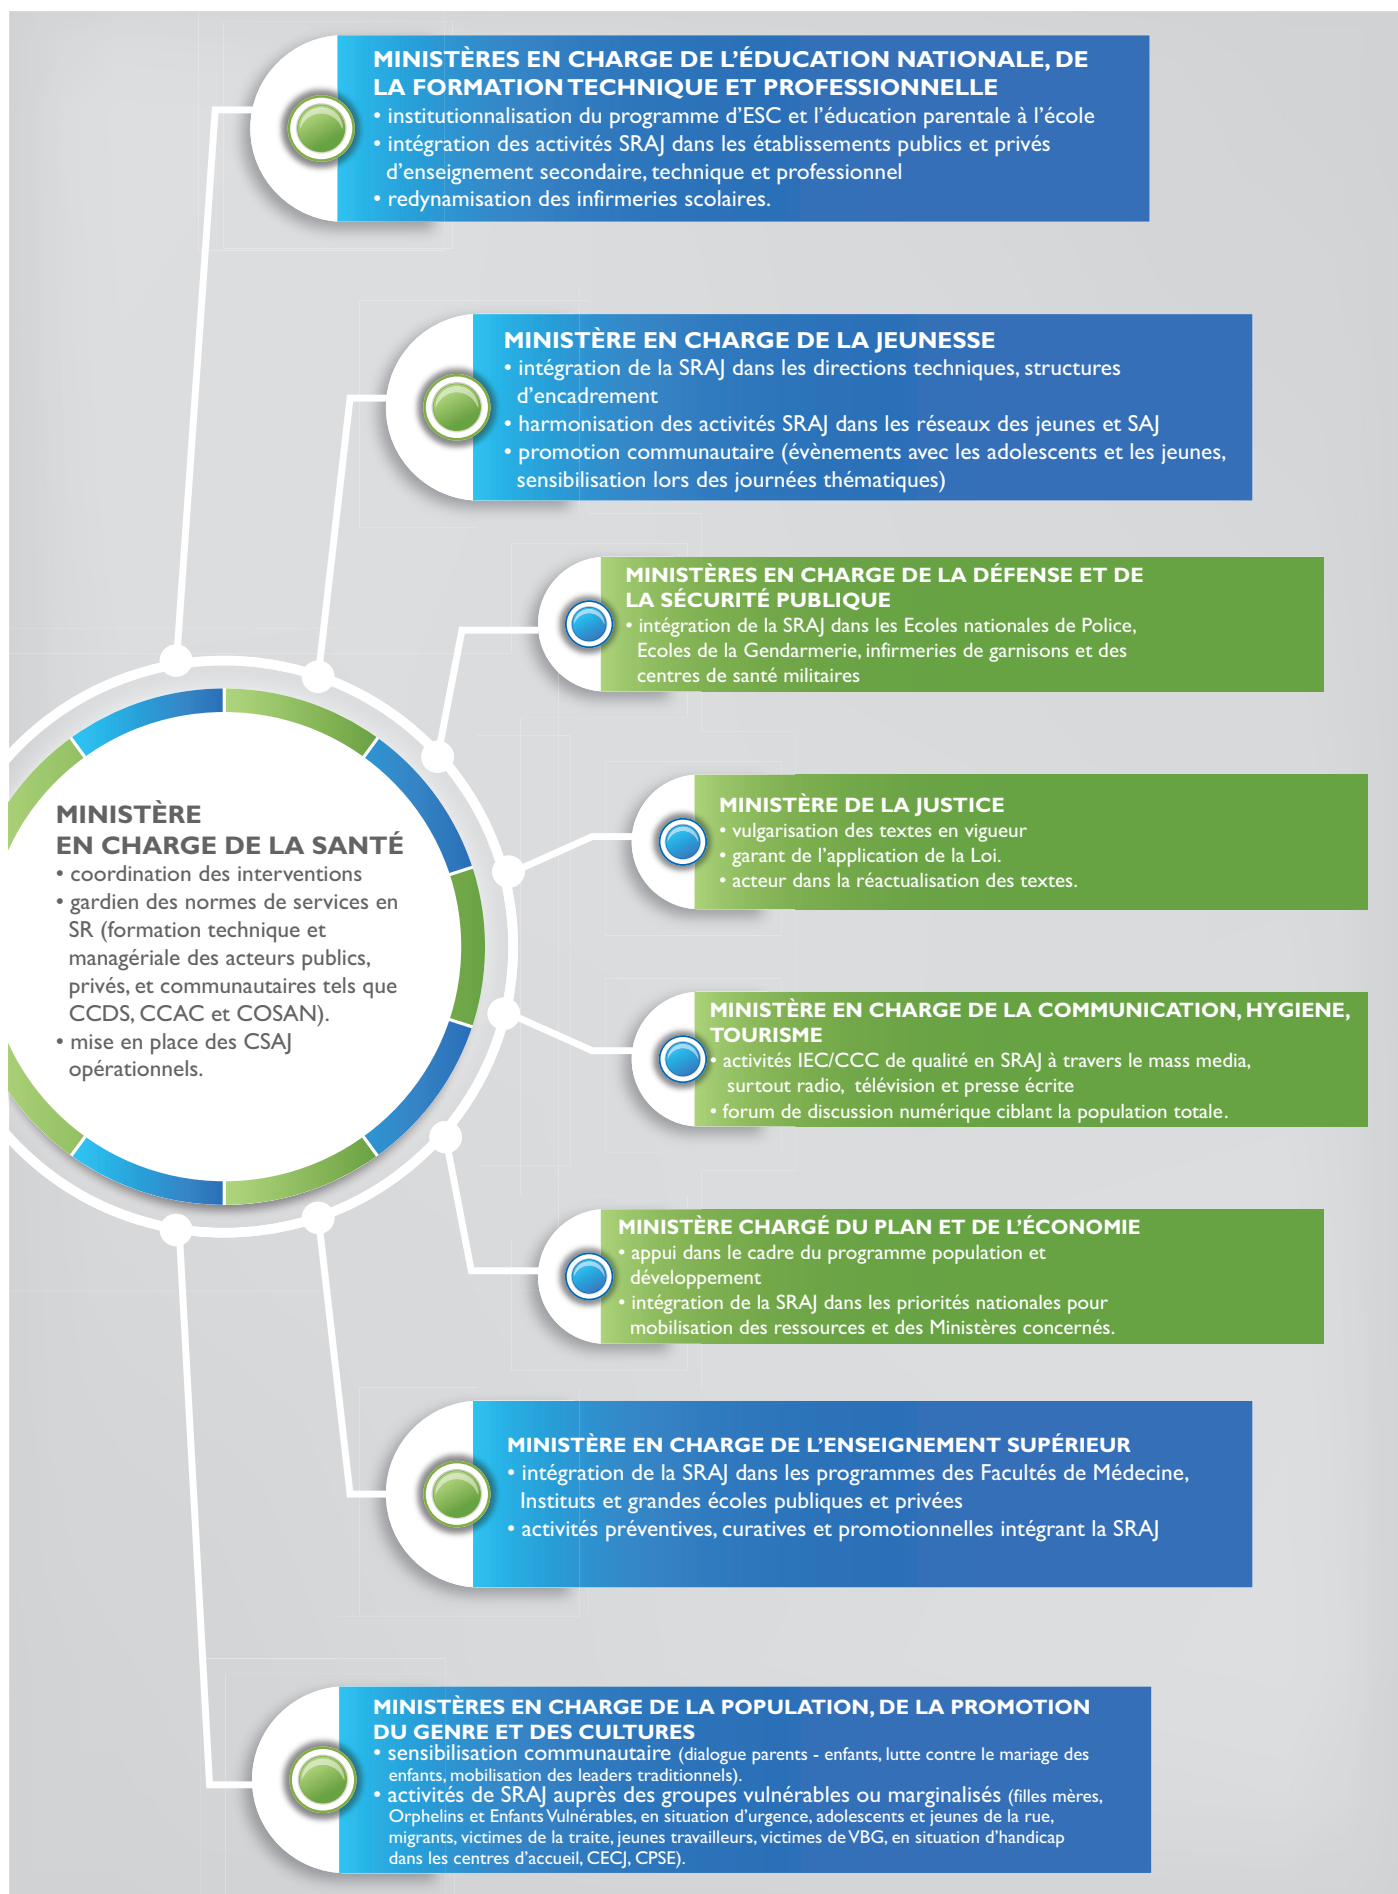 MINISTÈRES EN CHARGE DE L'ÉDUCATION NATIONALE, DE
LA FORMATION TECHNIQUE ET PROFESSIONNELLE
• institutionnalisation du programme d'ESC et l'éducation parentale à l'école
• intégration des activités SRAJ dans les établissements publics et privés
d'enseignement secondaire, technique et professionnel
• redynamisation des infirmeries scolaires.
MINISTÈRE EN CHARGE DE LA JEUNESSE
• intégration de la SRAJ dans les directions techniques, structures
d'encadrement
• harmonisation des activités SRAJ dans les réseaux des jeunes et SAJ
• promotion communautaire (évènements avec les adolescents et les jeunes,
sensibilisation lors des journées thématiques)
MINISTÈRES EN CHARGE DE LA DÉFENSE ET DE
LA SÉCURITÉ PUBLIQUE
• intégration de la SRAJ dans les Ecoles nationales de Police,
Ecoles de la Gendarmerie, infirmeries de garnisons et des
centres de santé militaires
MINISTÈRE DE LA JUSTICE
• vulgarisation des textes en vigueur
• garant de l'application de la Loi.
• acteur dans la réactualisation des textes.
MINISTÈRE
EN CHARGE DE LA SANTÉ
• coordination des interventions
• gardien des normes de services en
SR (formation technique et
managériale des acteurs publics,
privés, et communautaires tels que
CCDS, CCAC et COSAN).
• mise en place des CSAJ
opérationnels.
MINISTÈRE EN CHARGE DE LA COMMUNICATION, HYGIENE,
TOURISME
• activités IEC/CCC de qualité en SRAJ à travers le mass media,
surtout radio, télévision et presse écrite
• forum de discussion numérique ciblant la population totale.
MINISTÈRE CHARGÉ DU PLAN ET DE L'ÉCONOMIE
• appui dans le cadre du programme population et
développement
• intégration de la SRAJ dans les priorités nationales pour
mobilisation des ressources et des Ministères concernés.
MINISTÈRE EN CHARGE DE L'ENSEIGNEMENT SUPÉRIEUR
• intégration de la SRAJ dans les programmes des Facultés de Médecine,
Instituts et grandes écoles publiques et privées
• activités préventives, curatives et promotionnelles intégrant la SRAJ
MINISTÈRES EN CHARGE DE LA POPULATION, DE LA PROMOTION
DU GENRE ET DES CULTURES
• sensibilisation communautaire (dialogue parents - enfants, lutte contre le mariage des
enfants, mobilisation des leaders traditionnels).
• activités de SRAJ auprès des groupes vulnérables ou marginalisés (filles mères,
Orphelins et Enfants Vulnérables, en situation d'urgence, adolescents et jeunes de la rue,
migrants, victimes de la traite, jeunes travailleurs, victimes de VBG, en situation d'handicap
dans les centres d'accueil, CECJ, CPSE).